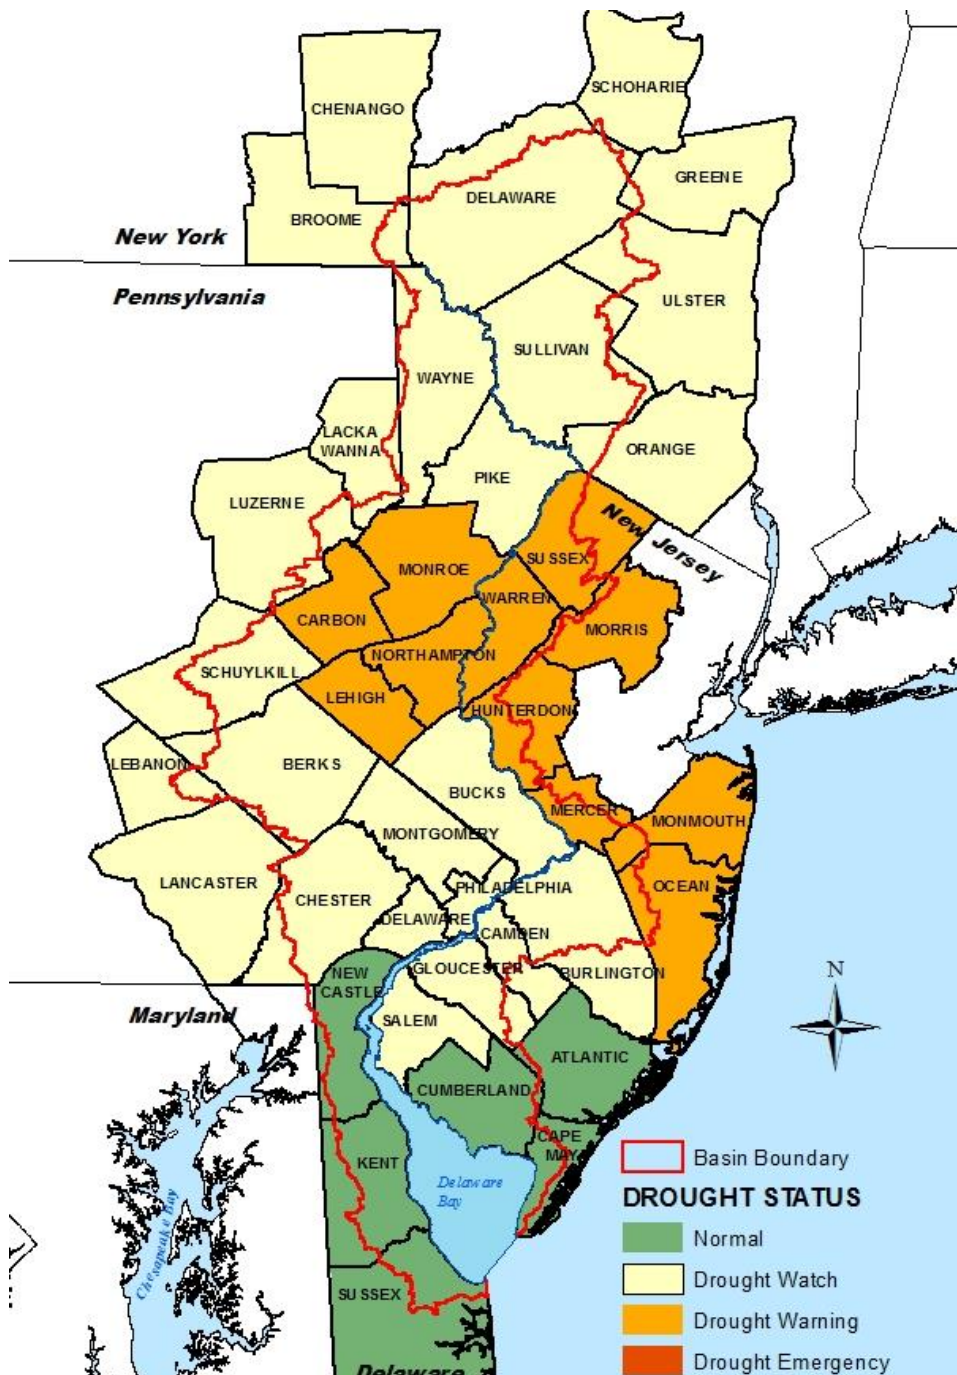 SCHOHARIE
CHENANGO
GREENE
DELAWARE
BROOME
New York
Pennsylvania
ULSTER
SULLIVAN
WAYNE
LACKA
WANNA
ORANGE
PIKE
LUZERNE
New Jersey
SUSSEX
MONROE
WARREN
CARBON
MORRIS
NORTHAMPTON
SCHUYLKILL
LEHIGH
HUNTERDON
LEBANON
BERKS
BUCKS
MERCER
MONMOUTH
MONTGOMERY
LANCASTER
PHILADELPHIA
OCEAN
CHESTER
DELAWARE
CAMDEN
NEW
CASTLE
GLOUCESTER
BURLINGTON
N
Maryland
SALEM
ATLANTIC
CUMBERLAND
CAPE
MAY
KENT
Delaware
Bay
Chesapeake Bay
SUSSEX
Delaware
Basin Boundary
DROUGHT STATUS
Normal
Drought Watch
Drought Warning
Drought Emergency